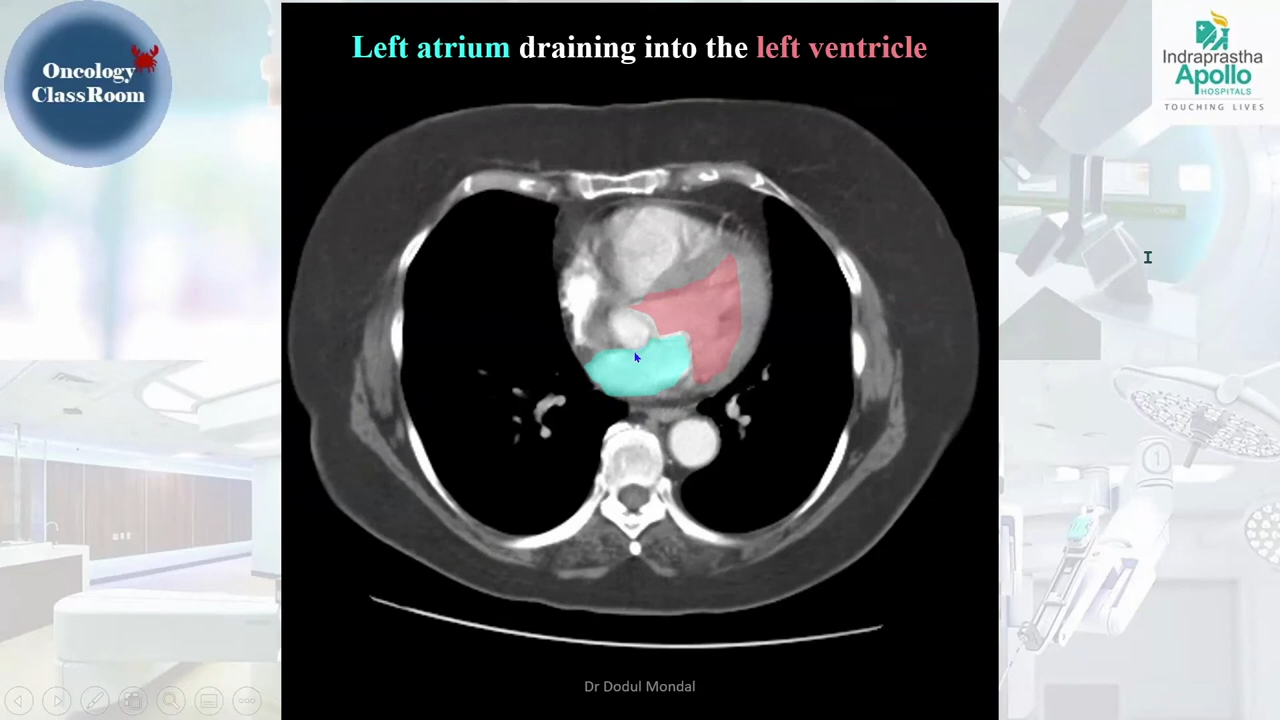 Left atrium draining into the left ventricle
Oncology
ClassRoom
Indraprastha
Apollo
HOSPITALS
TOUCHING LIVES
Dr Dodul Mondal